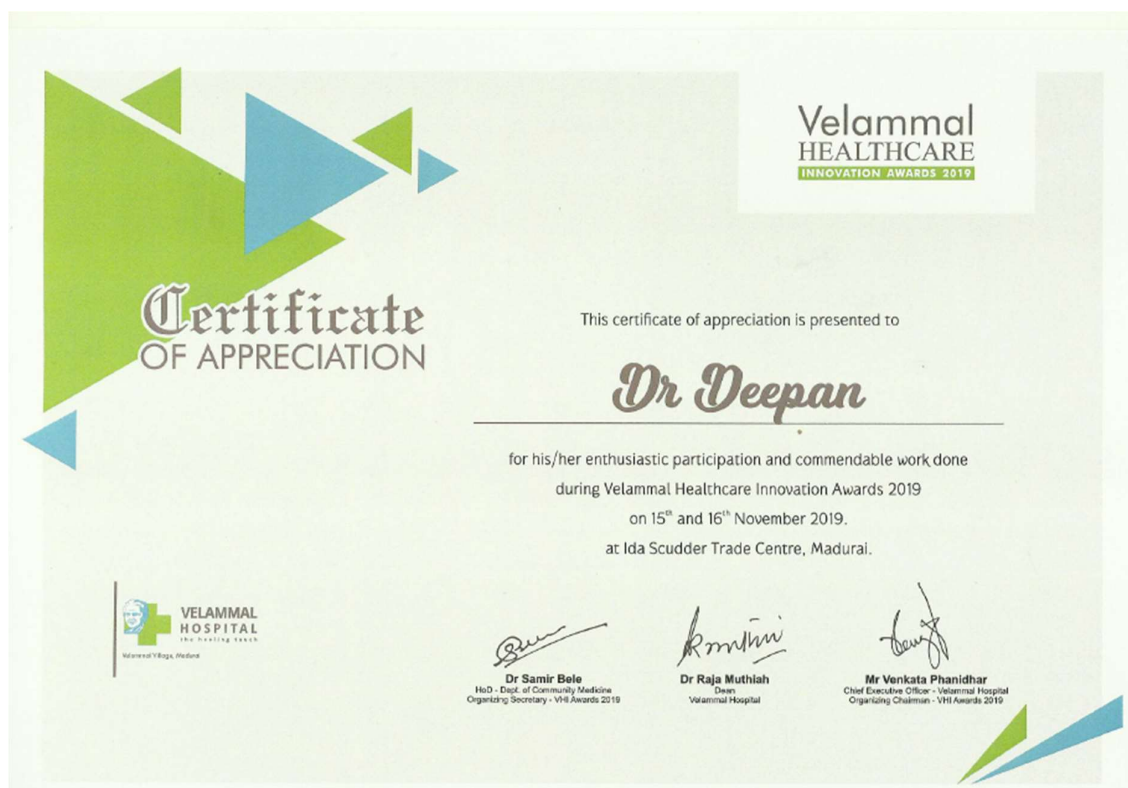 Velammal
HEALTHCARE
INNOVATION AWARDS 2019
Certificate
OF APPRECIATION
This certificate of appreciation is presented to
Dr Deepan
for his/her enthusiastic participation and commendable work done
during Velammal Healthcare Innovation Awards 2019
on 15th and 16th November 2019.
at Ida Scudder Trade Centre, Madurai.
VELAMMAL
HOSPITAL
the healing touch
Velammal Village, Madurai
Dr Samir Bele
HoD - Dept. of Community Medicine
Organizing Secretary - VHI Awards 2019
Dr Raja Muthiah
Dean
Velammal Hospital
Mr Venkata Phanidhar
Chief Executive Officer - Velammal Hospital
Organizing Chairman - VHI Awards 2019